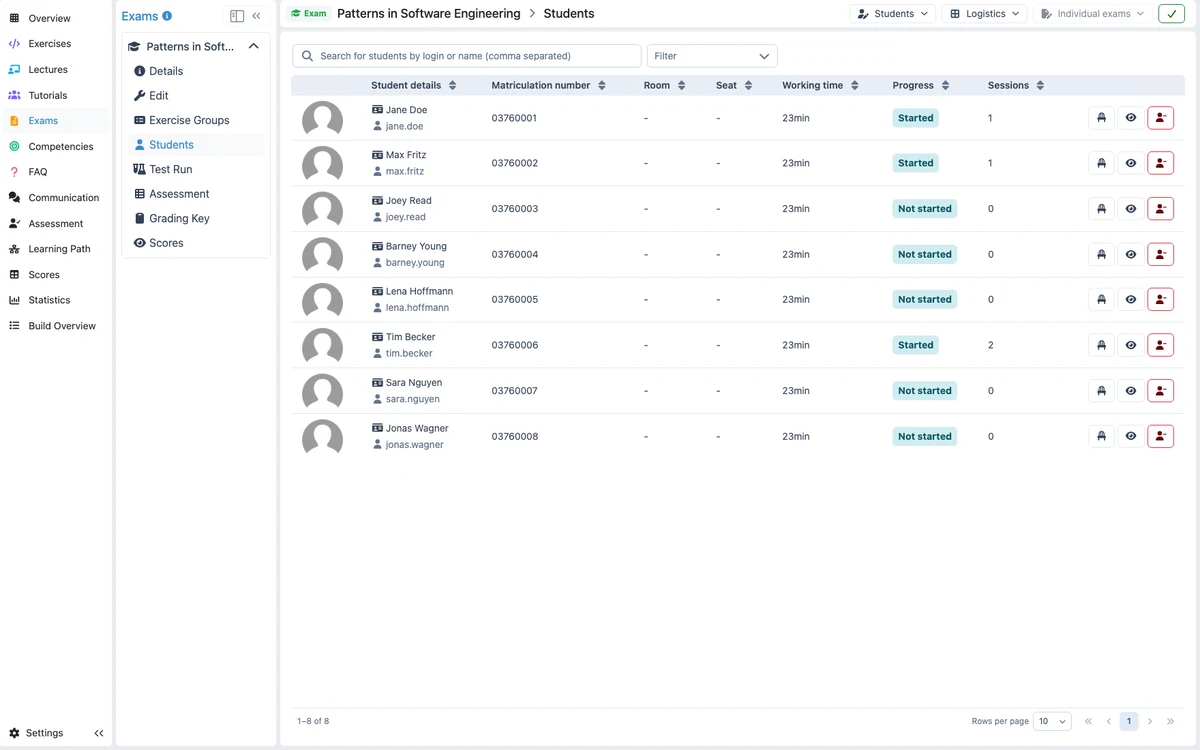 Overview
Exercises
Lectures
Tutorials
Exams
Competencies
FAQ
Communication
Assessment
Learning Path
Scores
Statistics
Build Overview
Settings
Exams
Patterns in Soft...
Details
Edit
Exercise Groups
Students
Test Run
Assessment
Grading Key
Scores
Exam Patterns in Software Engineering > Students
Students Logistics Individual exams
Search for students by login or name (comma separated) Filter
Student details Matriculation number Room Seat Working time Progress Sessions
Jane Doe
jane.doe 03760001 - - 23min Started 1
Max Fritz
max.fritz 03760002 - - 23min Started 1
Joey Read
joey.read 03760003 - - 23min Not started 0
Barney Young
barney.young 03760004 - - 23min Not started 0
Lena Hoffmann
lena.hoffmann 03760005 - - 23min Not started 0
Tim Becker
tim.becker 03760006 - - 23min Started 2
Sara Nguyen
sara.nguyen 03760007 - - 23min Not started 0
Jonas Wagner
jonas.wagner 03760008 - - 23min Not started 0
1–8 of 8 Rows per page 10 1